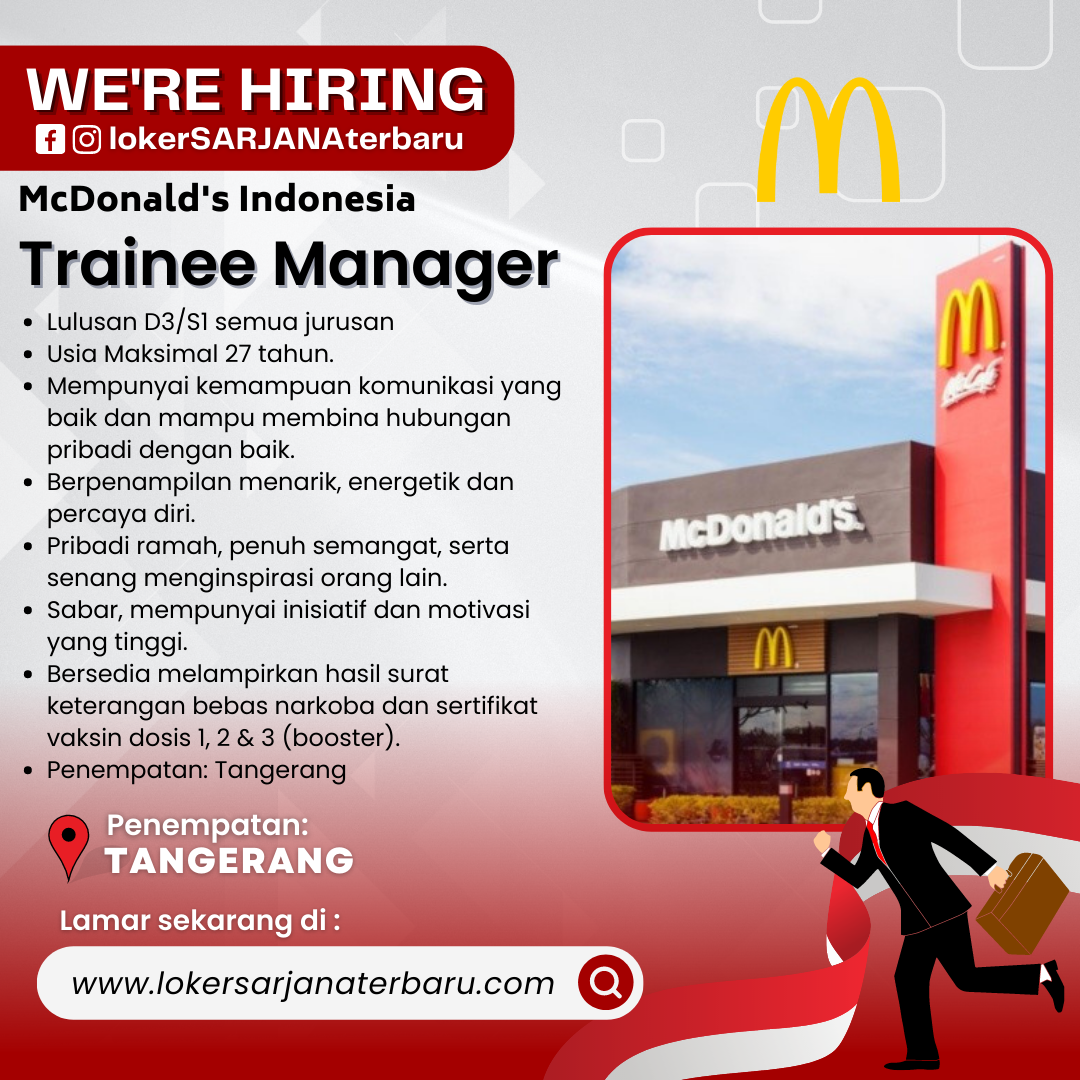 WE'RE HIRING
lokerSARJANAterbaru
McDonald's Indonesia
Trainee Manager
• Lulusan D3/S1 semua jurusan
• Usia Maksimal 27 tahun.
• Mempunyai kemampuan komunikasi yang
baik dan mampu membina hubungan
pribadi dengan baik.
• Berpenampilan menarik, energetik dan
percaya diri.
• Pribadi ramah, penuh semangat, serta
senang menginspirasi orang lain.
• Sabar, mempunyai inisiatif dan motivasi
yang tinggi.
• Bersedia melampirkan hasil surat
keterangan bebas narkoba dan sertifikat
vaksin dosis 1, 2 & 3 (booster).
• Penempatan: Tangerang
Penempatan:
TANGERANG
Lamar sekarang di :
www.lokersarjanaterbaru.com
McCafé
McDonald's